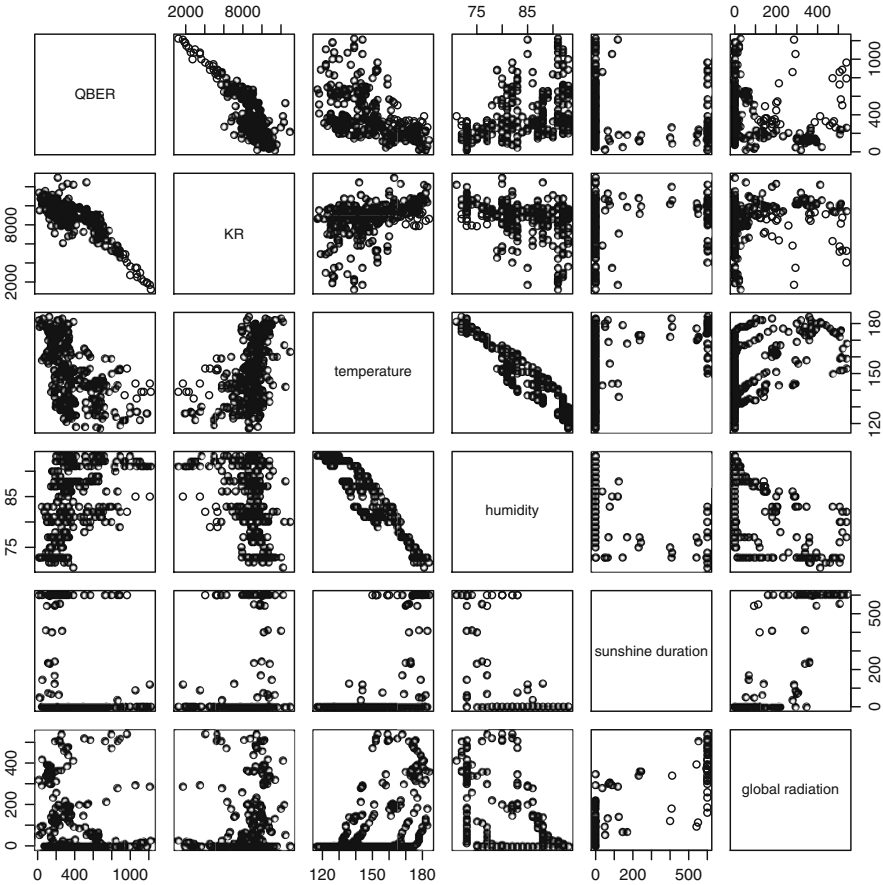 2000 8000 75 85 0 200 400
QBER 0 400 1000
2000 8000 KR
temperature 120 150 180
75 85 humidity
sunshine duration 0 200 500
0 200 400 global radiation
0 400 1000 120 150 180 0 200 500